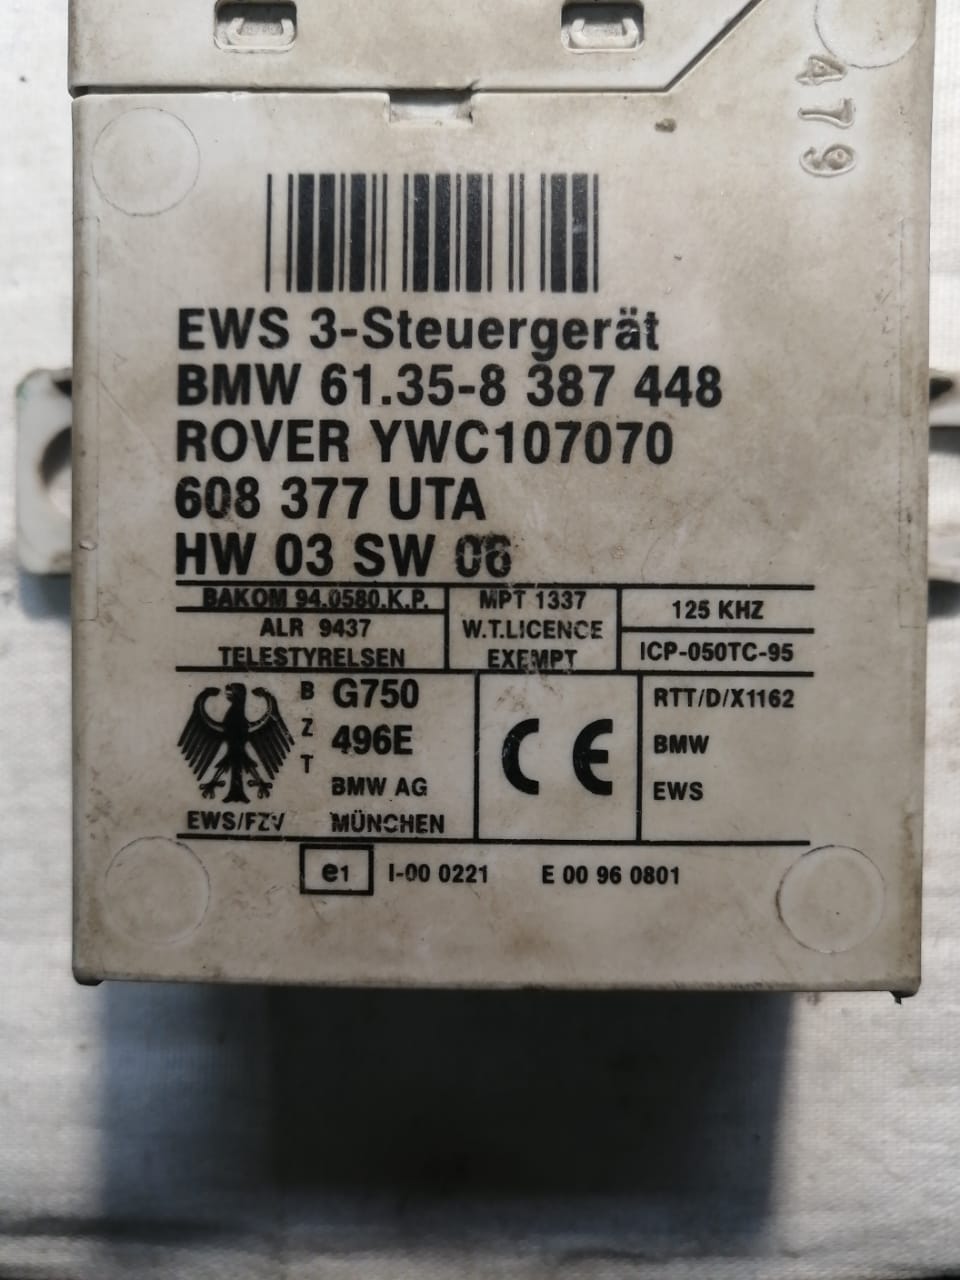 479
EWS 3-Steuergerät
BMW 61.35-8 387 448
ROVER YWC107070
608 377 UTA
HW 03 SW 06
BAKOM 94.0580.K.P.
ALR 9437
TELESTYRELSEN
MPT 1337
W.T.LICENCE
EXEMPT
125 KHZ
ICP-050TC-95
BZT
G750
496E
BMW AG
EWS/FZV MÜNCHEN
CE
RTT/D/X1162
BMW
EWS
e1 I-00 0221 E 00 96 0801